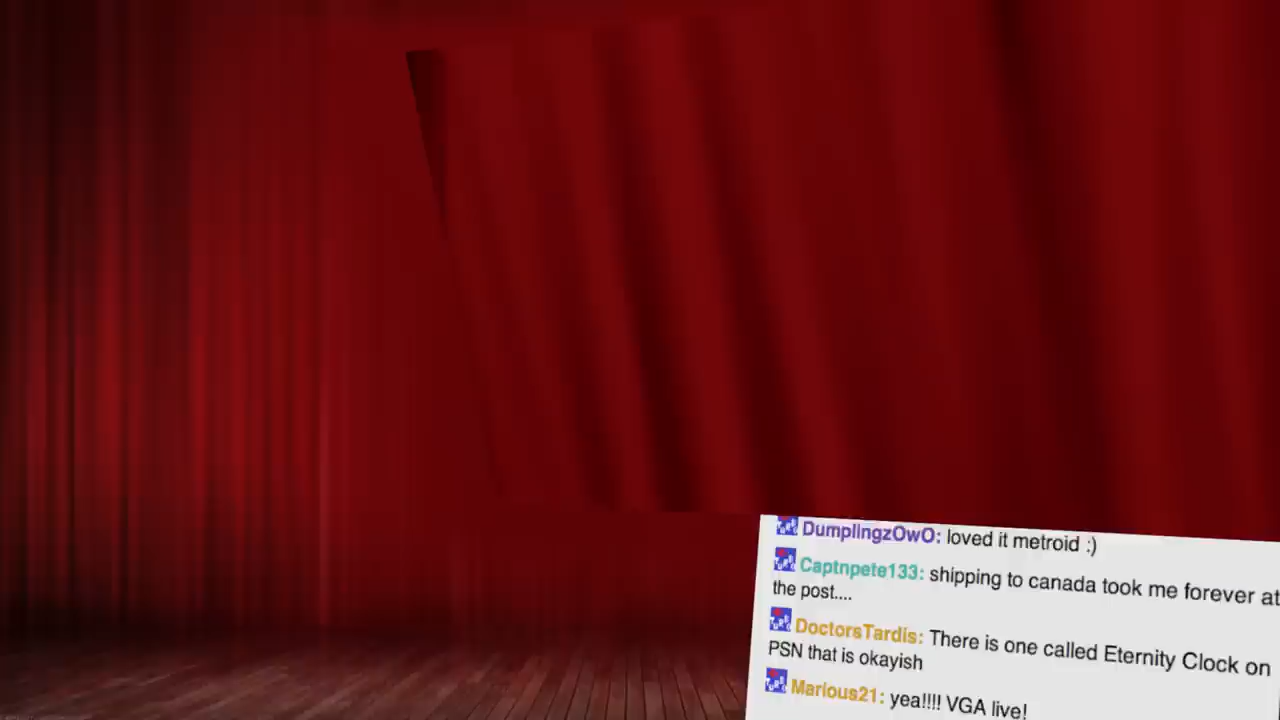 DumplingzOwO: loved it metroid :)
Captnpete133: shipping to canada took me forever at
the post....
DoctorsTardis: There is one called Eternity Clock on
PSN that is okayish
Marious21: yea!!!! VGA live!